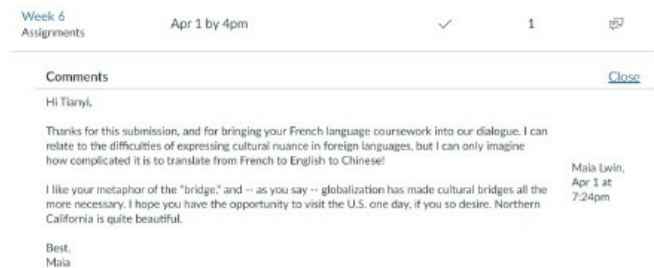 Week 6
Assignments
Apr 1 by 4pm
1
Comments
Close
Hi Tianyi,
Thanks for this submission, and for bringing your French language coursework into our dialogue. I can
relate to the difficulties of expressing cultural nuance in foreign languages, but I can only imagine
how complicated it is to translate from French to English to Chinese!
I like your metaphor of the "bridge," and -- as you say -- globalization has made cultural bridges all the
more necessary. I hope you have the opportunity to visit the U.S. one day, if you so desire. Northern
California is quite beautiful.
Best,
Maia
Maia Lwin,
Apr 1 at
7:24pm